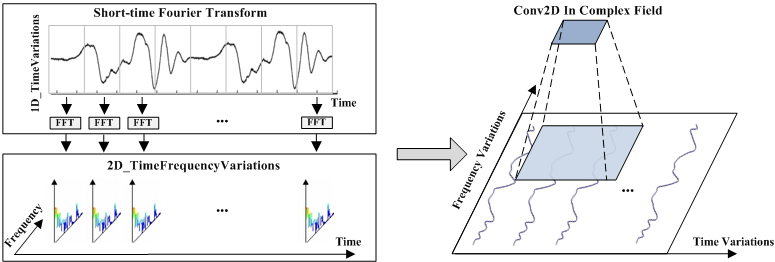 Short-time Fourier Transform
1D_TimeVariations
Time
FFT FFT FFT ... FFT
2D_TimeFrequencyVariations
...
Frequency
Time
Conv2D In Complex Field
Frequency Variations
...
Time Variations